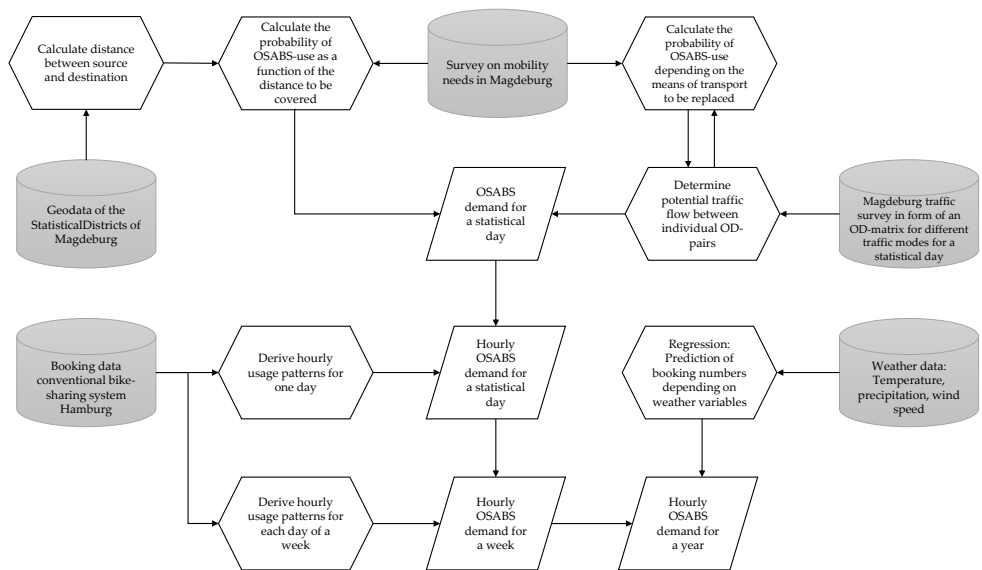 Calculate distance
between source
and destination
Calculate the
probability of
OSABS-use as a
function of the
distance to be
covered
Survey on mobility
needs in Magdeburg
Calculate the
probability of
OSABS-use
depending on the
means of transport
to be replaced
Geodata of the
StatisticalDistricts of
Magdeburg
OSABS
demand for
a statistical
day
Determine
potential traffic
flow between
individual OD-
pairs
Magdeburg traffic
survey in form of an
OD-matrix for different
traffic modes for a
statistical day
Booking data
conventional bike-
sharing system
Hamburg
Derive hourly
usage patterns for
one day
Hourly
OSABS
demand for
a statistical
day
Regression:
Prediction of
booking numbers
depending on
weather variables
Weather data:
Temperature,
precipitation, wind
speed
Derive hourly
usage patterns for
each day of a
week
Hourly
OSABS
demand for
a week
Hourly
OSABS
demand for
a year